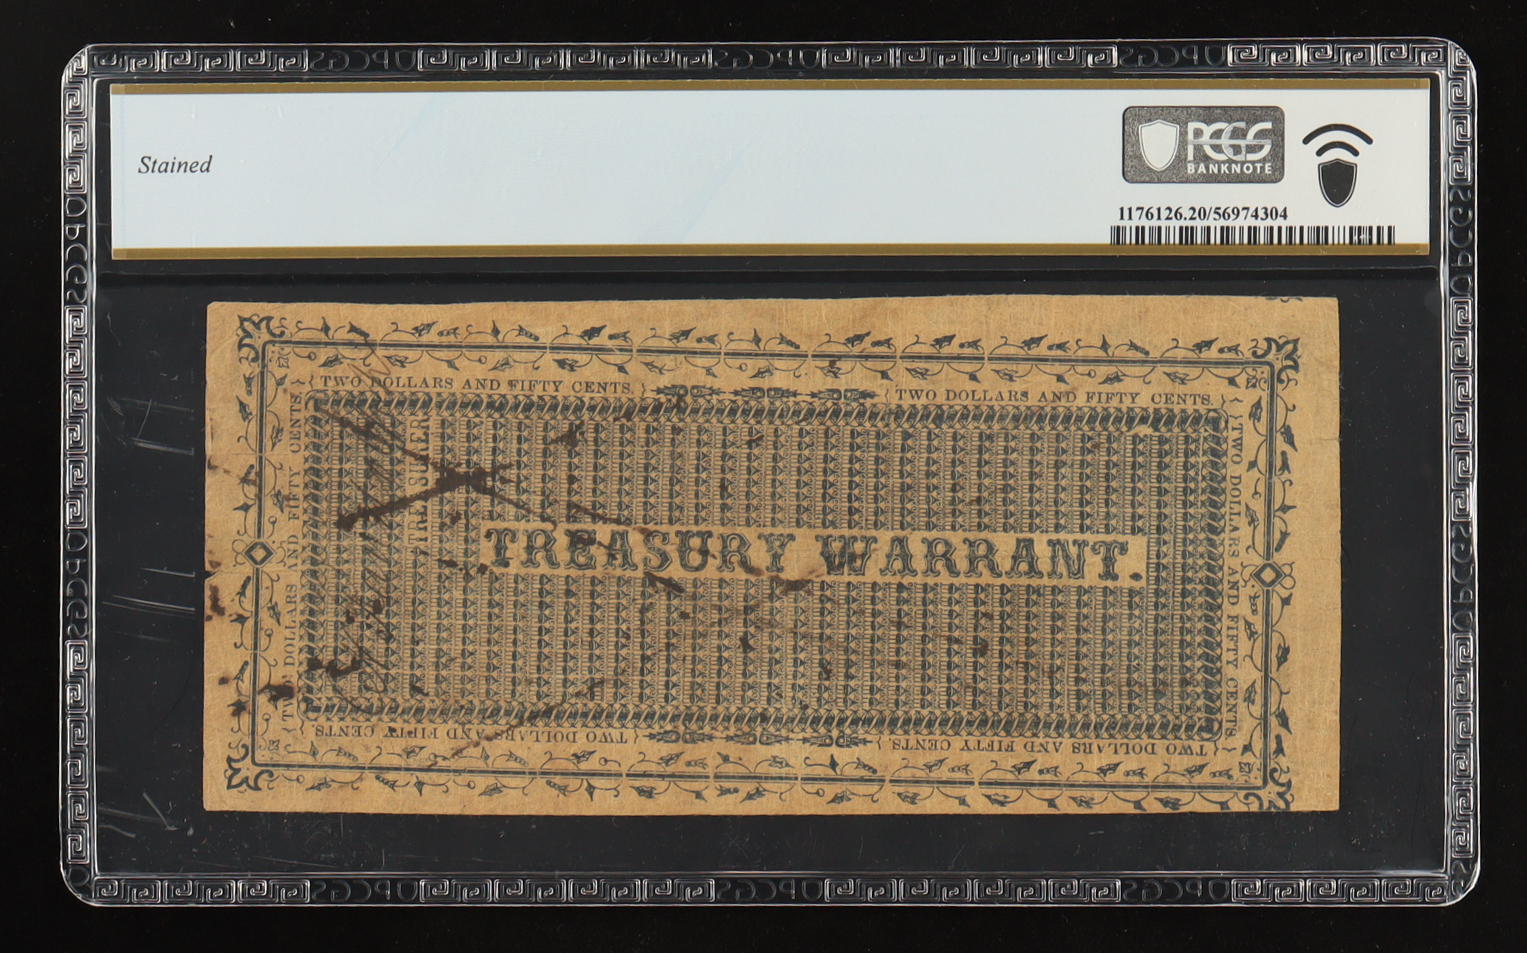 Stained
PCGS
BANKNOTE
1176126.20/56974304
{ TWO DOLLARS AND FIFTY CENTS. }
{ TWO DOLLARS AND FIFTY CENTS. }
{ TWO DOLLARS AND FIFTY CENTS. }
TREASURER
TREASURY WARRANT.
{ TWO DOLLARS AND FIFTY CENTS. }
{ TWO DOLLARS AND FIFTY CENTS. }
{ TWO DOLLARS AND FIFTY CENTS. }